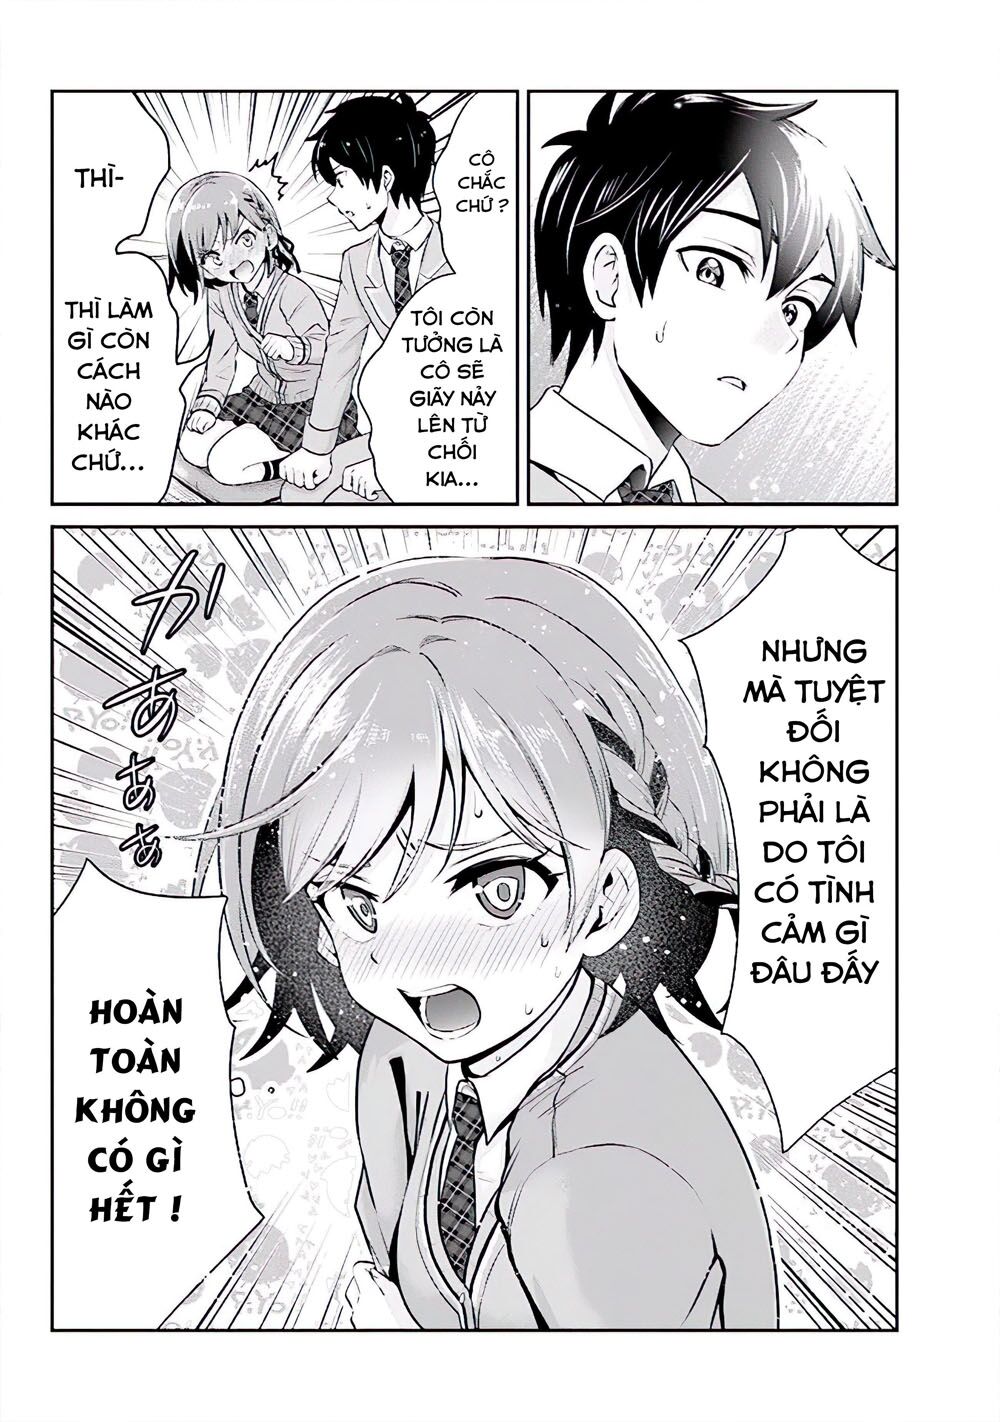 CÔ
CHẮC
CHỨ ?
TÔI CÒN
TƯỞNG LÀ
CÔ SẼ
GIÃY NẢY
LÊN TỪ
CHỐI
KIA...
THÌ-
THÌ LÀM
GÌ CÒN
CÁCH
NÀO
KHÁC
CHỨ...
NHƯNG
MÀ TUYỆT
ĐỐI
KHÔNG
PHẢI LÀ
DO TÔI
CÓ TÌNH
CẢM GÌ
ĐÂU ĐẤY
かあぁぁ
HOÀN
TOÀN
KHÔNG
CÓ GÌ
HẾT !